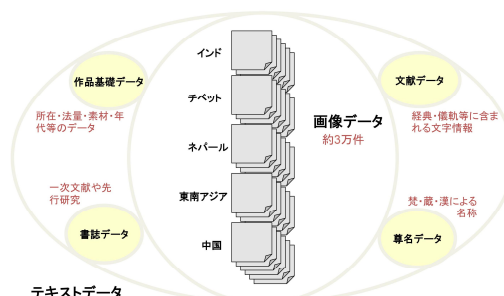 インド
作品基礎データ
文献データ
チベット
所在・法量・素材・年
代等のデータ
画像データ
約3万件
経典・儀軌等に含ま
れる文字情報
ネパール
一次文献や先
行研究
東南アジア
梵・蔵・漢による
名称
書誌データ
中国
尊名データ
テキストデータ